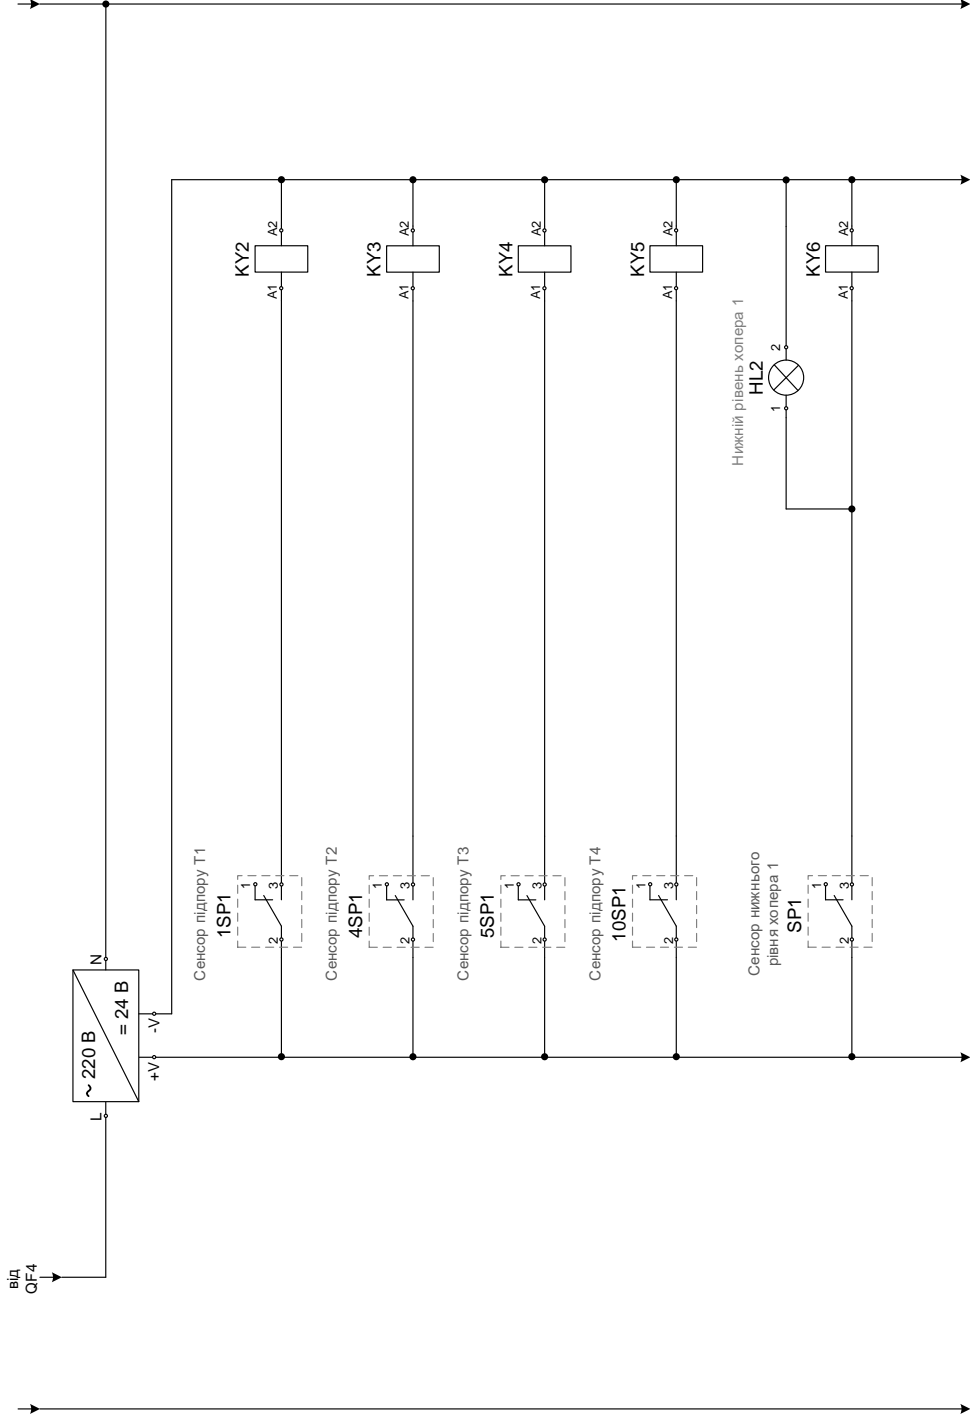 від
QF4
L
N
~ 220 В
= 24 В
+V
-V
Сенсор підпору Т1
1SP1
2
1
3
A1
KY2
A2
Сенсор підпору Т2
4SP1
2
1
3
A1
KY3
A2
Сенсор підпору Т3
5SP1
2
1
3
A1
KY4
A2
Сенсор підпору Т4
10SP1
2
1
3
A1
KY5
A2
Нижній рівень хопера 1
HL2
1
2
Сенсор нижнього
рівня хопера 1
SP1
2
1
3
A1
KY6
A2